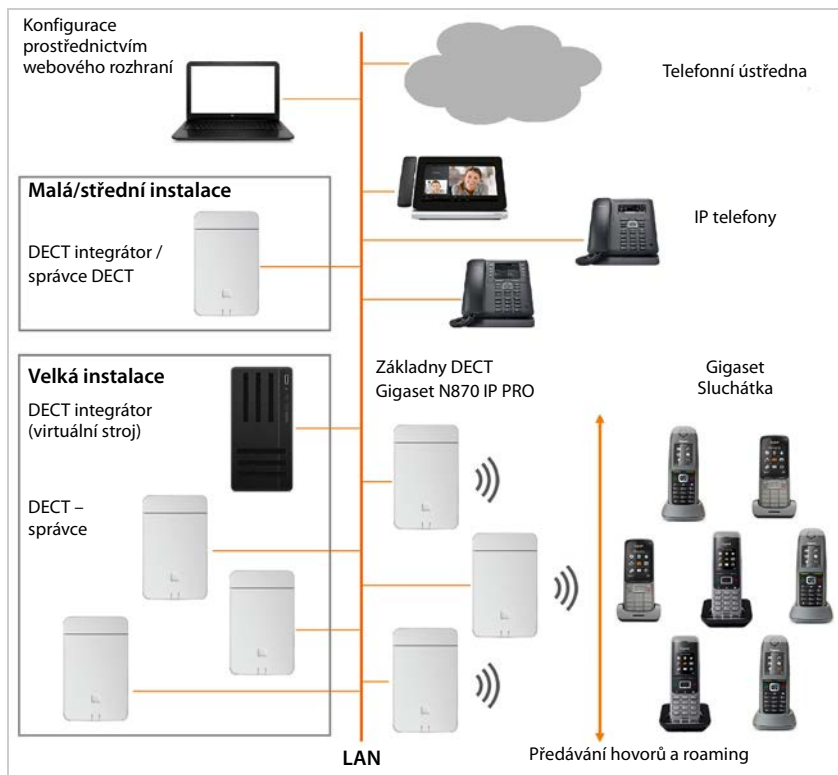 Konfigurace
prostřednictvím
webového rozhraní
Telefonní ústředna
Malá/střední instalace
DECT integrátor /
správce DECT
IP telefony
Velká instalace
DECT integrátor
(virtuální stroj)
DECT –
správce
Základny DECT
Gigaset N870 IP PRO
Gigaset
Sluchátka
LAN
Předávání hovorů a roaming